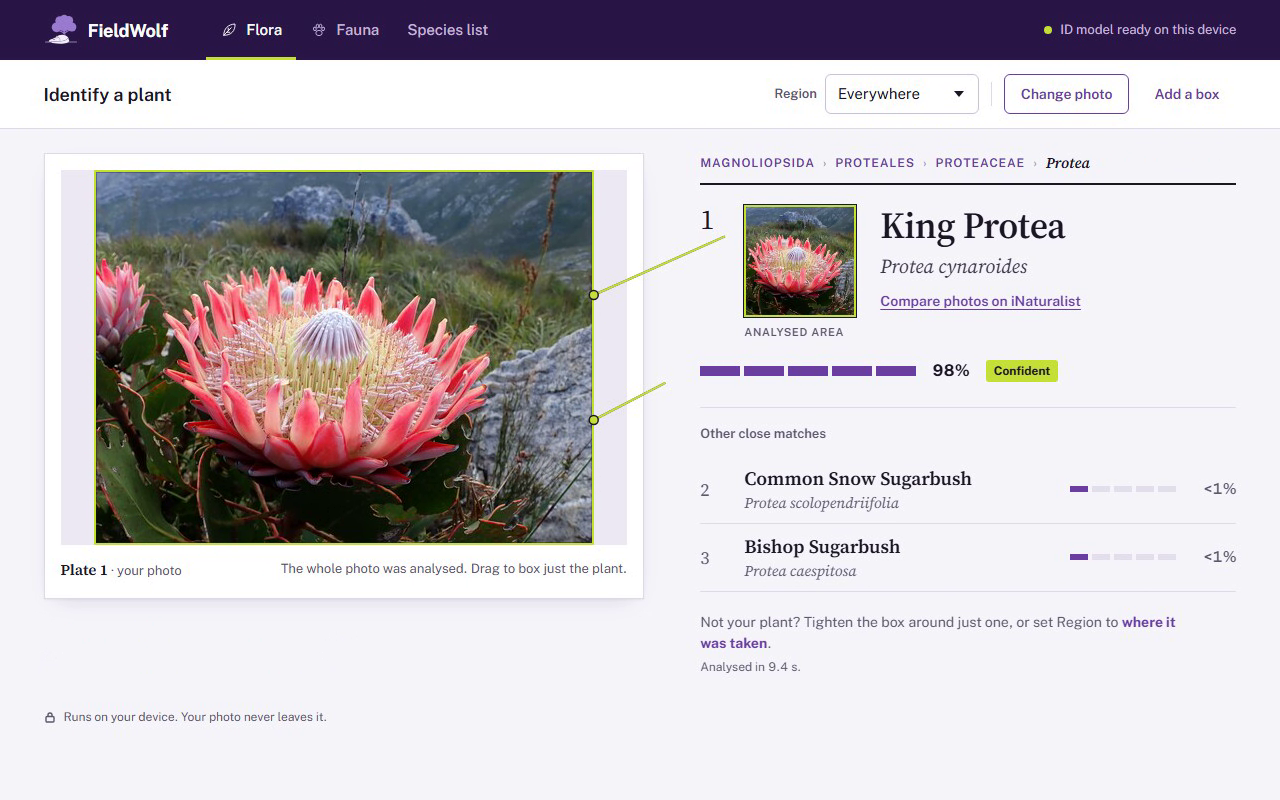 FieldWolf
Flora
Fauna
Species list
ID model ready on this device
Identify a plant
Region
Everywhere
Change photo
Add a box
MAGNOLIOPSIDA › PROTEALES › PROTEACEAE › Protea
1
King Protea
Protea cynaroides
Compare photos on iNaturalist
ANALYSED AREA
98%
Confident
Other close matches
2
Common Snow Sugarbush
Protea scolopendriifolia
<1%
3
Bishop Sugarbush
Protea caespitosa
<1%
Plate 1 · your photo
The whole photo was analysed. Drag to box just the plant.
Not your plant? Tighten the box around just one, or set Region to where it
was taken.
Analysed in 9.4 s.
Runs on your device. Your photo never leaves it.